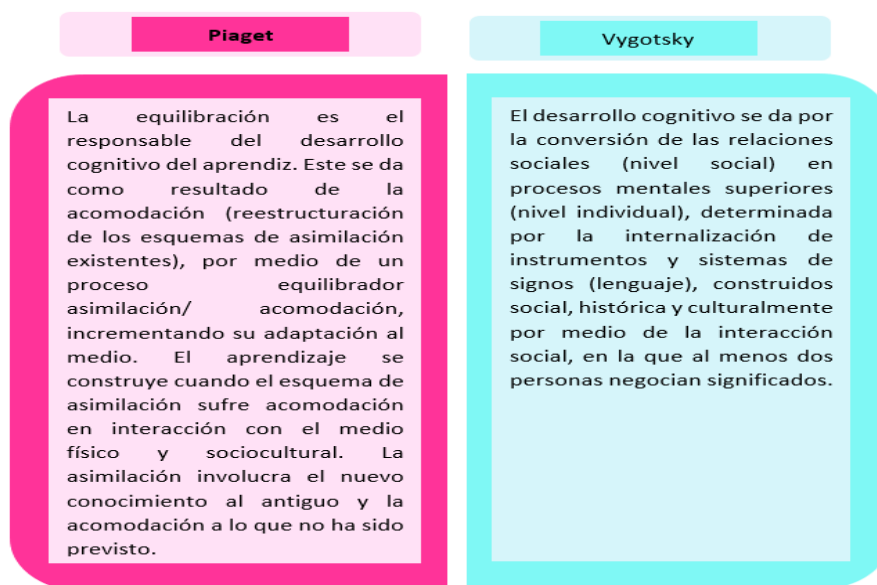 Piaget
La equilibración es el
responsable del desarrollo
cognitivo del aprendiz. Este se da
como resultado de la
acomodación (reestructuración
de los esquemas de asimilación
existentes), por medio de un
proceso equilibrador
asimilación/ acomodación,
incrementando su adaptación al
medio. El aprendizaje se
construye cuando el esquema de
asimilación sufre acomodación
en interacción con el medio
físico y sociocultural. La
asimilación involucra el nuevo
conocimiento al antiguo y la
acomodación a lo que no ha sido
previsto.
Vygotsky
El desarrollo cognitivo se da por
la conversión de las relaciones
sociales (nivel social) en
procesos mentales superiores
(nivel individual), determinada
por la internalización de
instrumentos y sistemas de
signos (lenguaje), construidos
social, histórica y culturalmente
por medio de la interacción
social, en la que al menos dos
personas negocian significados.